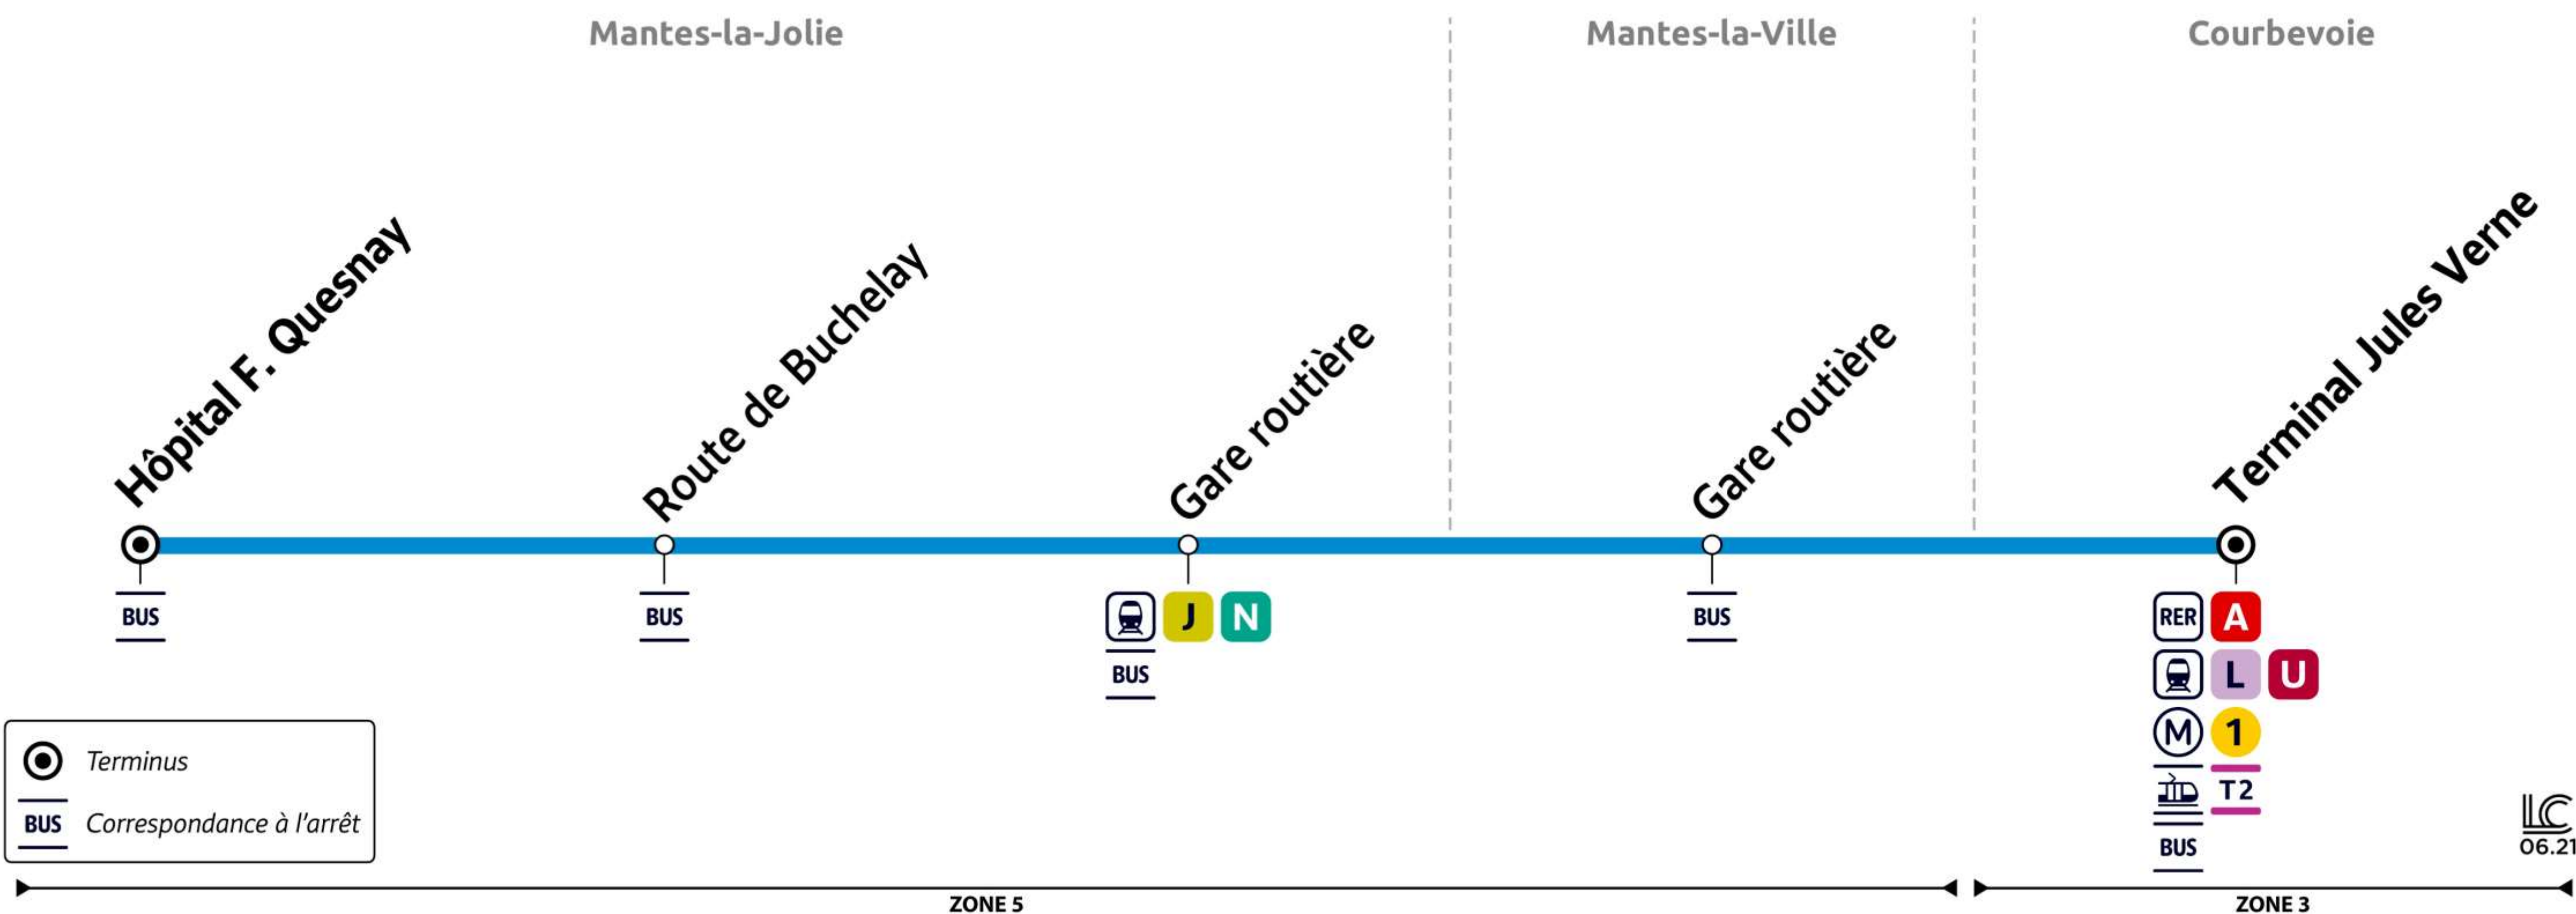 Mantes-la-Jolie
Mantes-la-Ville
Courbevoie
Hôpital F. Quesnay
Route de Buchelay
Gare routière
Gare routière
Terminal Jules Verne
BUS
BUS
J N
BUS
BUS
RER A
L U
M 1
T2
BUS
Terminus
BUS Correspondance à l'arrêt
LC
06.21
ZONE 5
ZONE 3